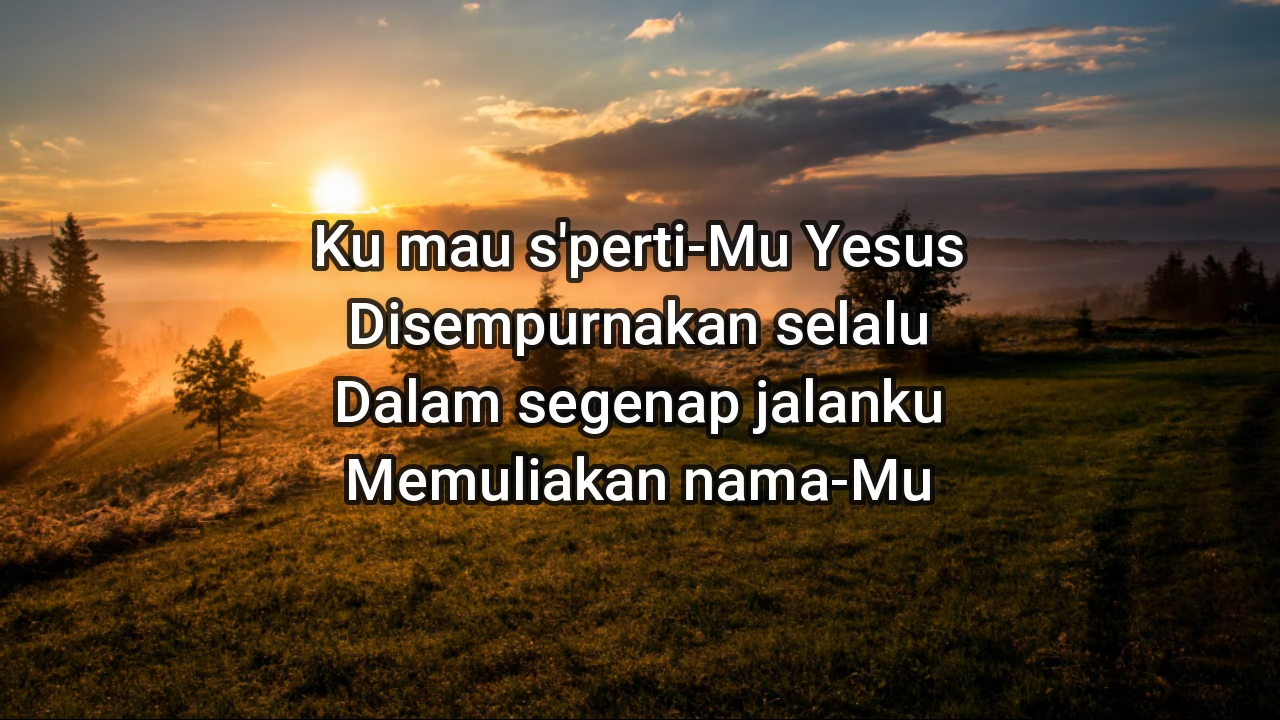 Ku mau s'perti-Mu Yesus
Disempurnakan selalu
Dalam segenap jalanku
Memuliakan nama-Mu